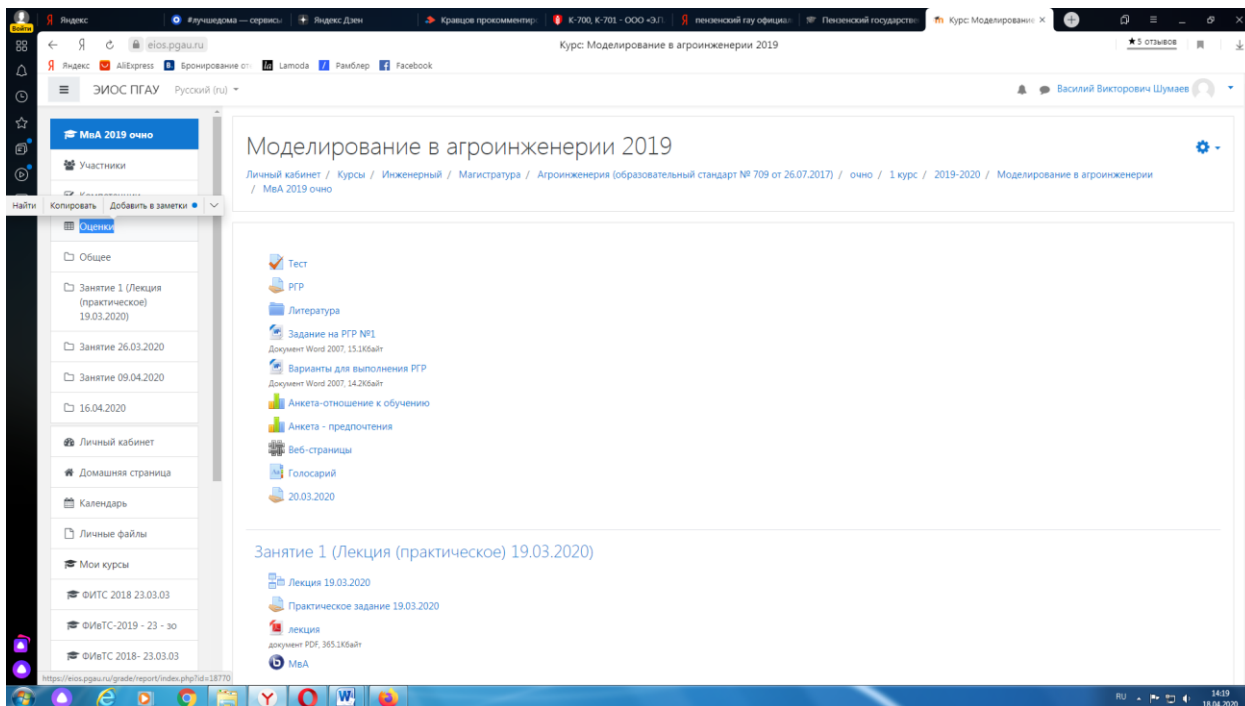 Войти
Яндекс
#лучшедома — сервисы
Яндекс Дзен
Кравцов прокомментир
К-700, К-701 - ООО «Э.П.
пензенский гау официал
Пензенский государстве
Курс: Моделирование
eios.pgau.ru
Курс: Моделирование в агроинженерии 2019
★5 отзывов
Яндекс
AliExpress
Бронирование оте
Lamoda
Рамблер
Facebook
ЭИОС ПГАУ Русский (ru)
Василий Викторович Шумаев
МвА 2019 очно
Участники
Компетенции
Найти Копировать Добавить в заметки
Оценки
Общее
Занятие 1 (Лекция
(практическое)
19.03.2020)
Занятие 26.03.2020
Занятие 09.04.2020
16.04.2020
Личный кабинет
Домашняя страница
Календарь
Личные файлы
Мои курсы
ФИТС 2018 23.03.03
ФИвТС-2019 - 23 - зо
ФИвТС 2018- 23.03.03
Моделирование в агроинженерии 2019
Личный кабинет / Курсы / Инженерный / Магистратура / Агроинженерия (образовательный стандарт № 709 от 26.07.2017) / очно / 1 курс / 2019-2020 / Моделирование в агроинженерии
/ МвА 2019 очно
Тест
РГР
Литература
Задание на РГР №1
Документ Word 2007, 15.1Кбайт
Варианты для выполнения РГР
Документ Word 2007, 14.2Кбайт
Анкета-отношение к обучению
Анкета - предпочтения
Веб-страницы
Голосарий
20.03.2020
Занятие 1 (Лекция (практическое) 19.03.2020)
Лекция 19.03.2020
Практическое задание 19.03.2020
лекция
документ PDF, 365.1Кбайт
МвА
https://eios.pgau.ru/grade/report/index.php?id=18770
RU
14:19
18.04.2020